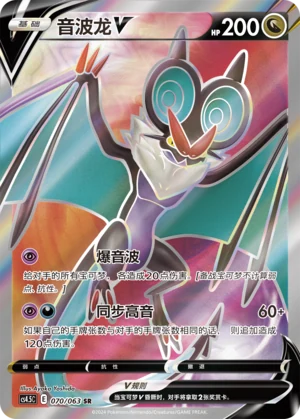 基础 音波龙V HP 200
爆音波
给对手的所有宝可梦,各造成20点伤害。[备战宝可梦不计算弱点、抗性。]
同步高音 60+
如果自己的手牌张数与对手的手牌张数相同的话,则追加造成120点伤害。
弱点 抗性 撤退
V规则
当宝可梦V昏厥时,对手将拿取2张奖赏卡。
Illus. Ayaka Yoshida
CS4.5C E 070/063 SR